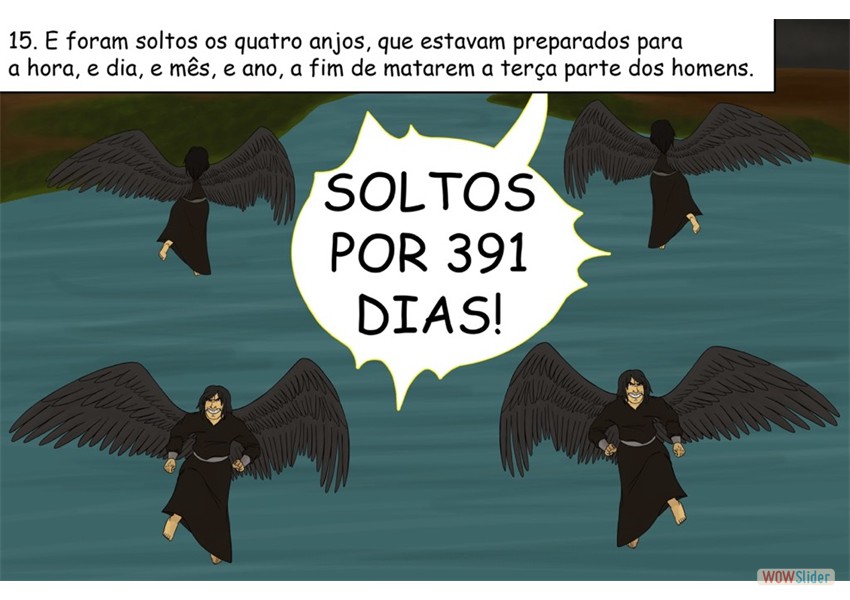 15. E foram soltos os quatro anjos, que estavam preparados para
a hora, e dia, e mês, e ano, a fim de matarem a terça parte dos homens.
SOLTOS
POR 391
DIAS!
WOWSlider